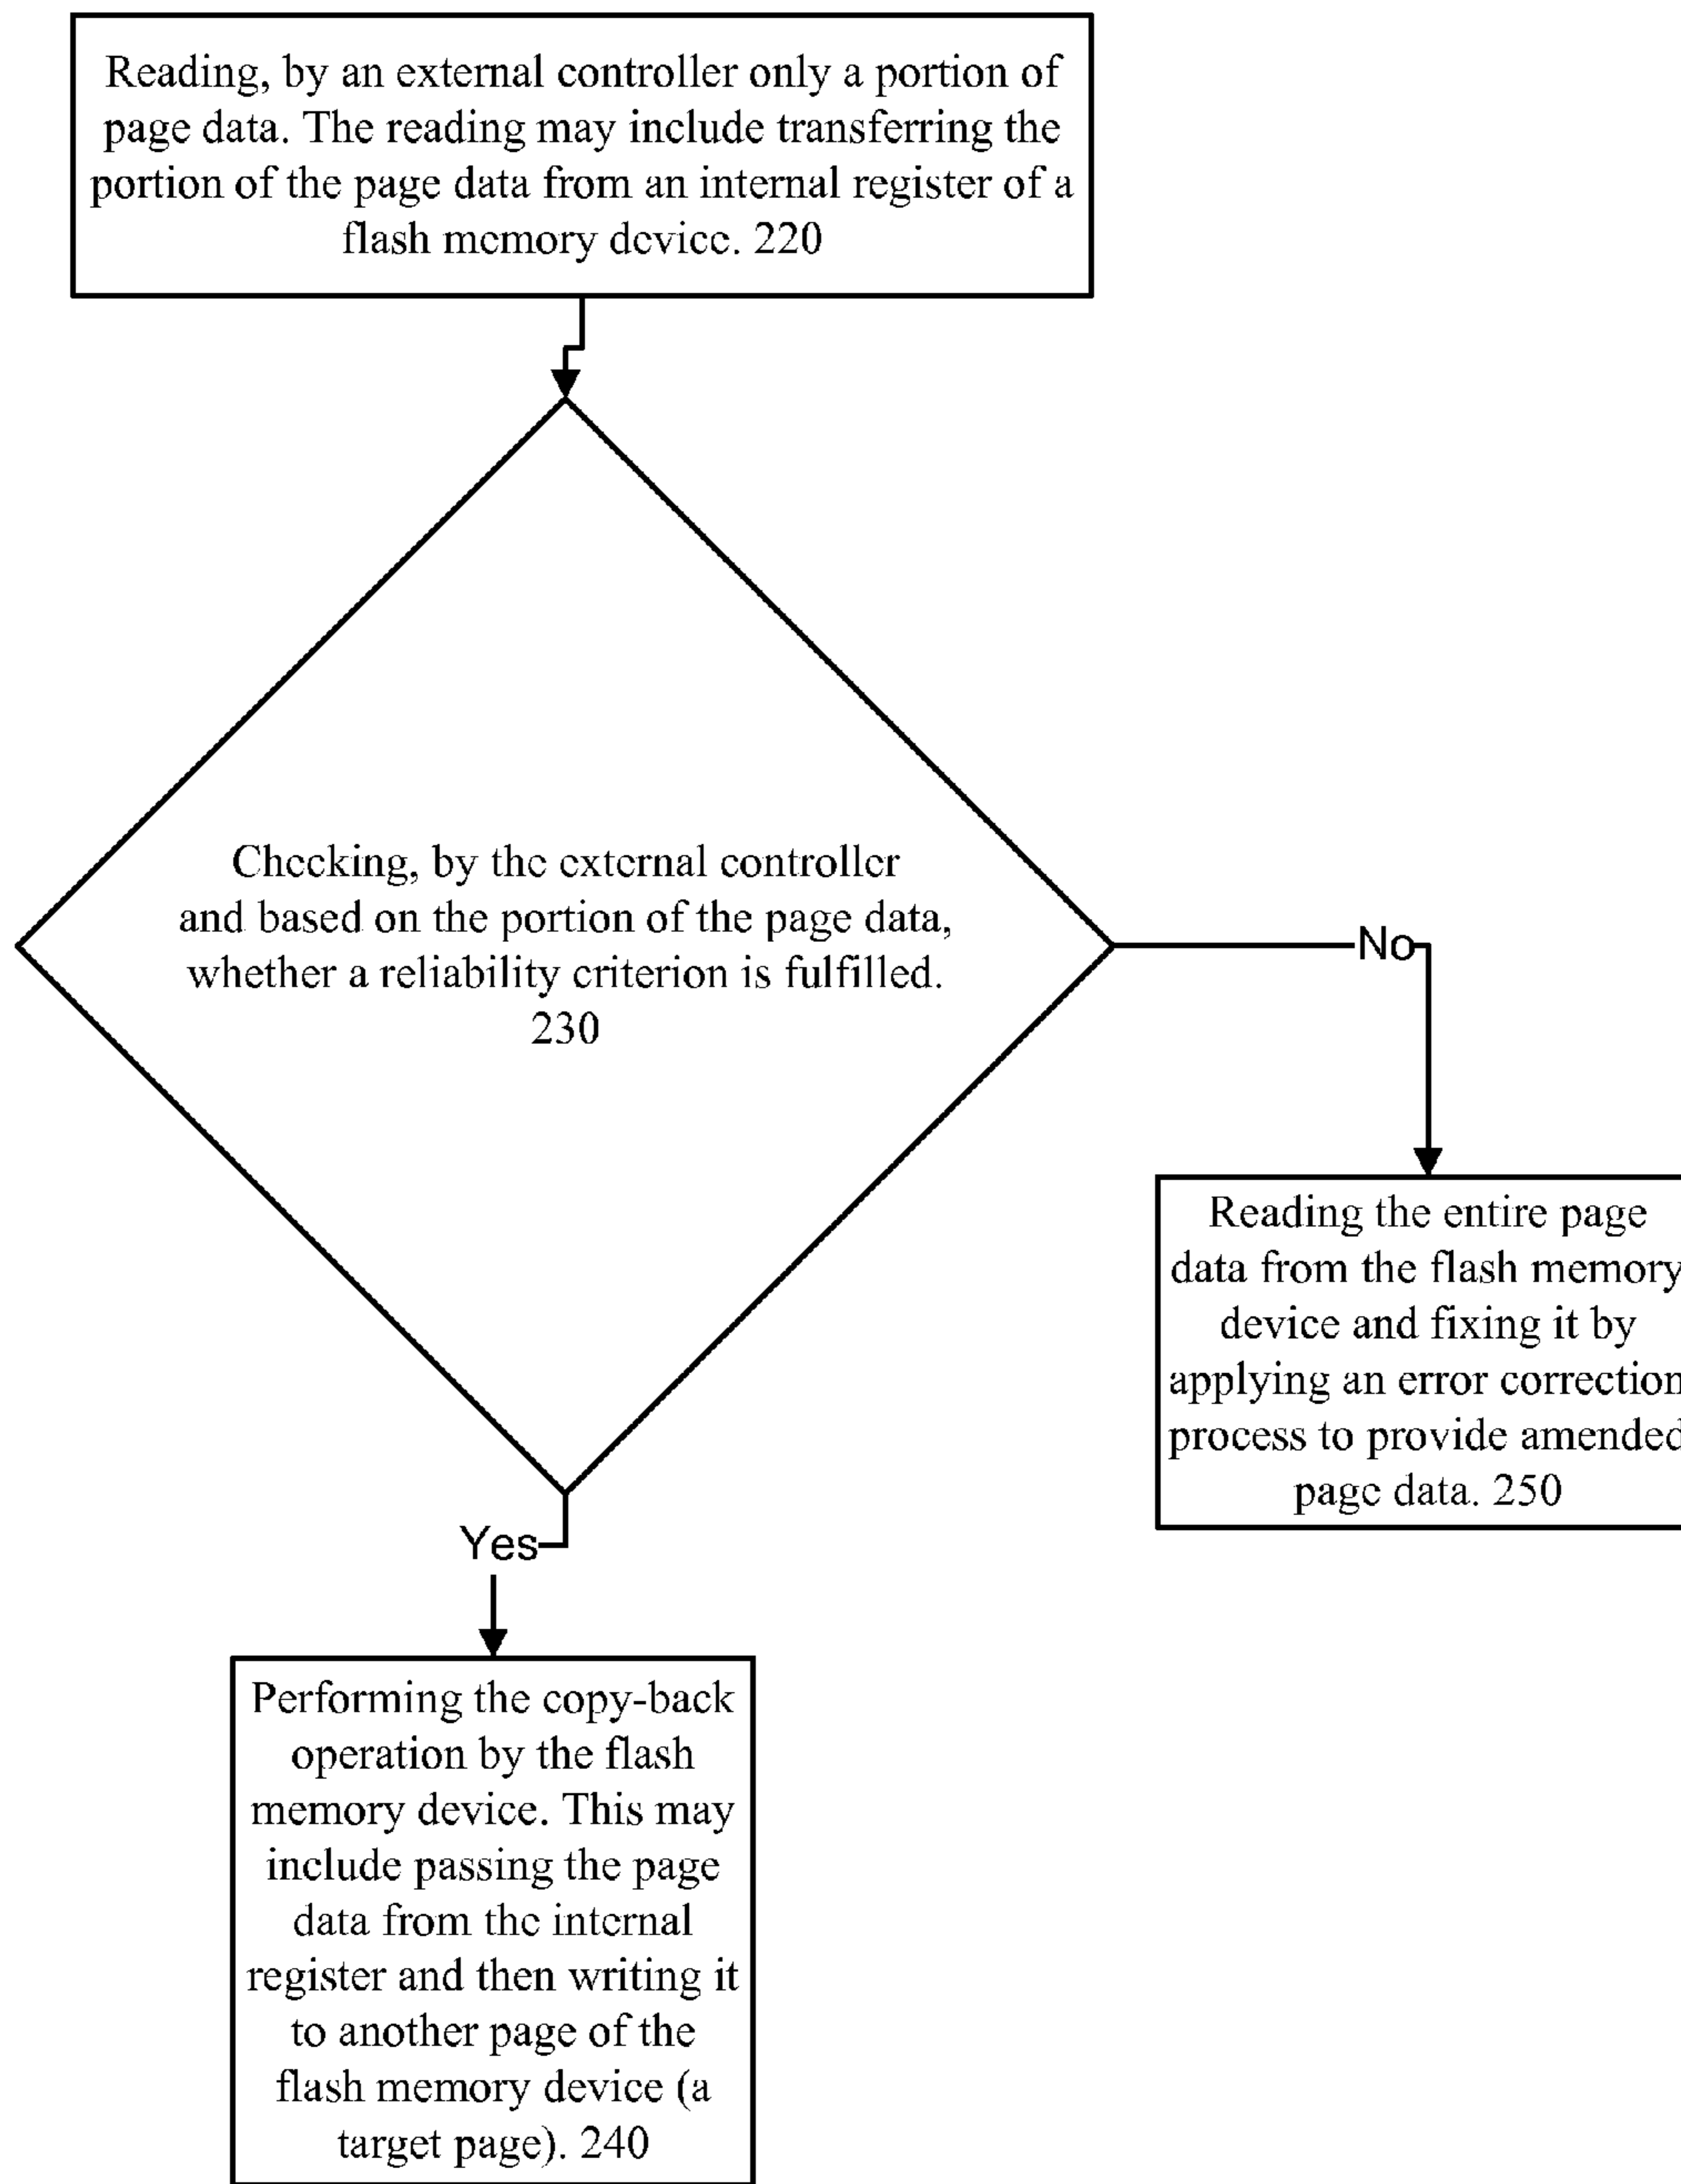 Reading, by an external controller only a portion of
page data. The reading may include transferring the
portion of the page data from an internal register of a
flash memory device. 220
Checking, by the external controller
and based on the portion of the page data,
whether a reliability criterion is fulfilled.
230
No
Reading the entire page
data from the flash memory
device and fixing it by
applying an error correction
process to provide amended
page data. 250
Yes
Performing the copy-back
operation by the flash
memory device. This may
include passing the page
data from the internal
register and then writing it
to another page of the
flash memory device (a
target page). 240